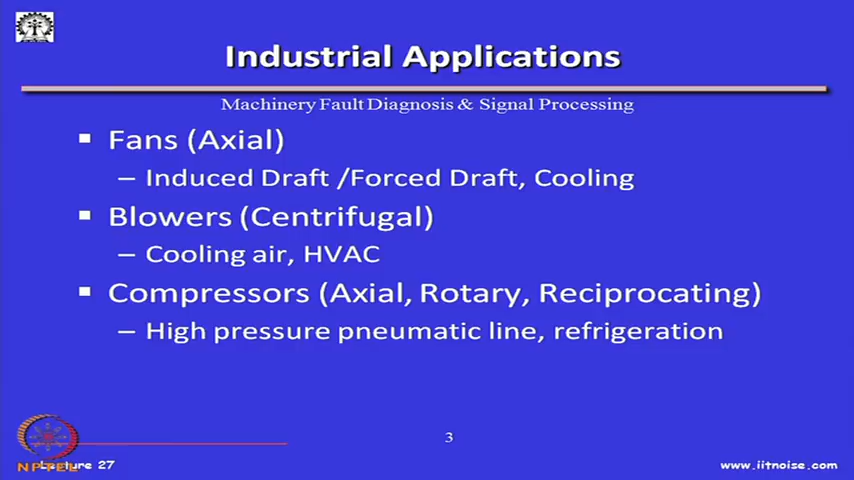 Industrial Applications
Machinery Fault Diagnosis & Signal Processing
▪ Fans (Axial)
– Induced Draft /Forced Draft, Cooling
▪ Blowers (Centrifugal)
– Cooling air, HVAC
▪ Compressors (Axial, Rotary, Reciprocating)
– High pressure pneumatic line, refrigeration
3
NPTEL
Lecture 27
www.iitnoise.com